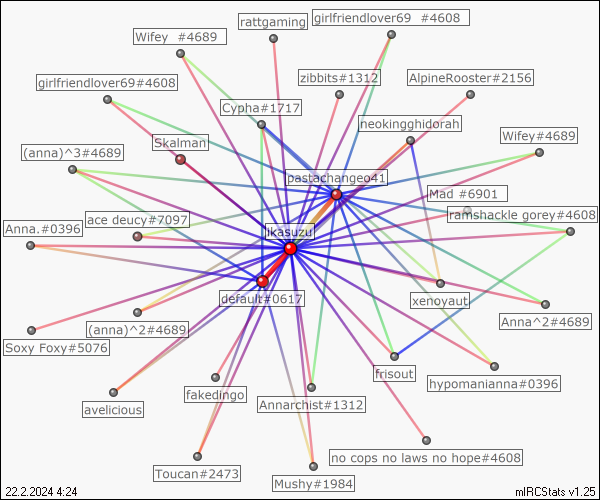 rattgaming
girlfriendlover69 #4608
Wifey #4689
zibbits#1312
AlpineRooster#2156
girlfriendlover69#4608
Cypha#1717
neokingghidorah
Wifey#4689
Skalman
(anna)^3#4689
pastachangeo41
Mad #6901
ramshackle gorey#4608
ace deucy#7097
Anna.#0396
likasuzu
default#0617
xenoyaut
Anna^2#4689
(anna)^2#4689
Soxy Foxy#5076
frisout
hypomanianna#0396
fakedingo
Annarchist#1312
avelicious
no cops no laws no hope#4608
Toucan#2473
Mushy#1984
22.2.2024 4:24
mIRCStats v1.25